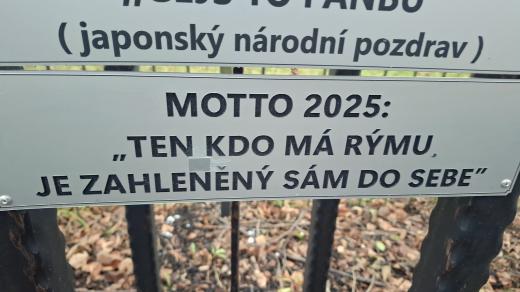 ( japonský národní pozdrav )
MOTTO 2025:
„TEN KDO MÁ RÝMU,
JE ZAHLENĚNÝ SÁM DO SEBE”